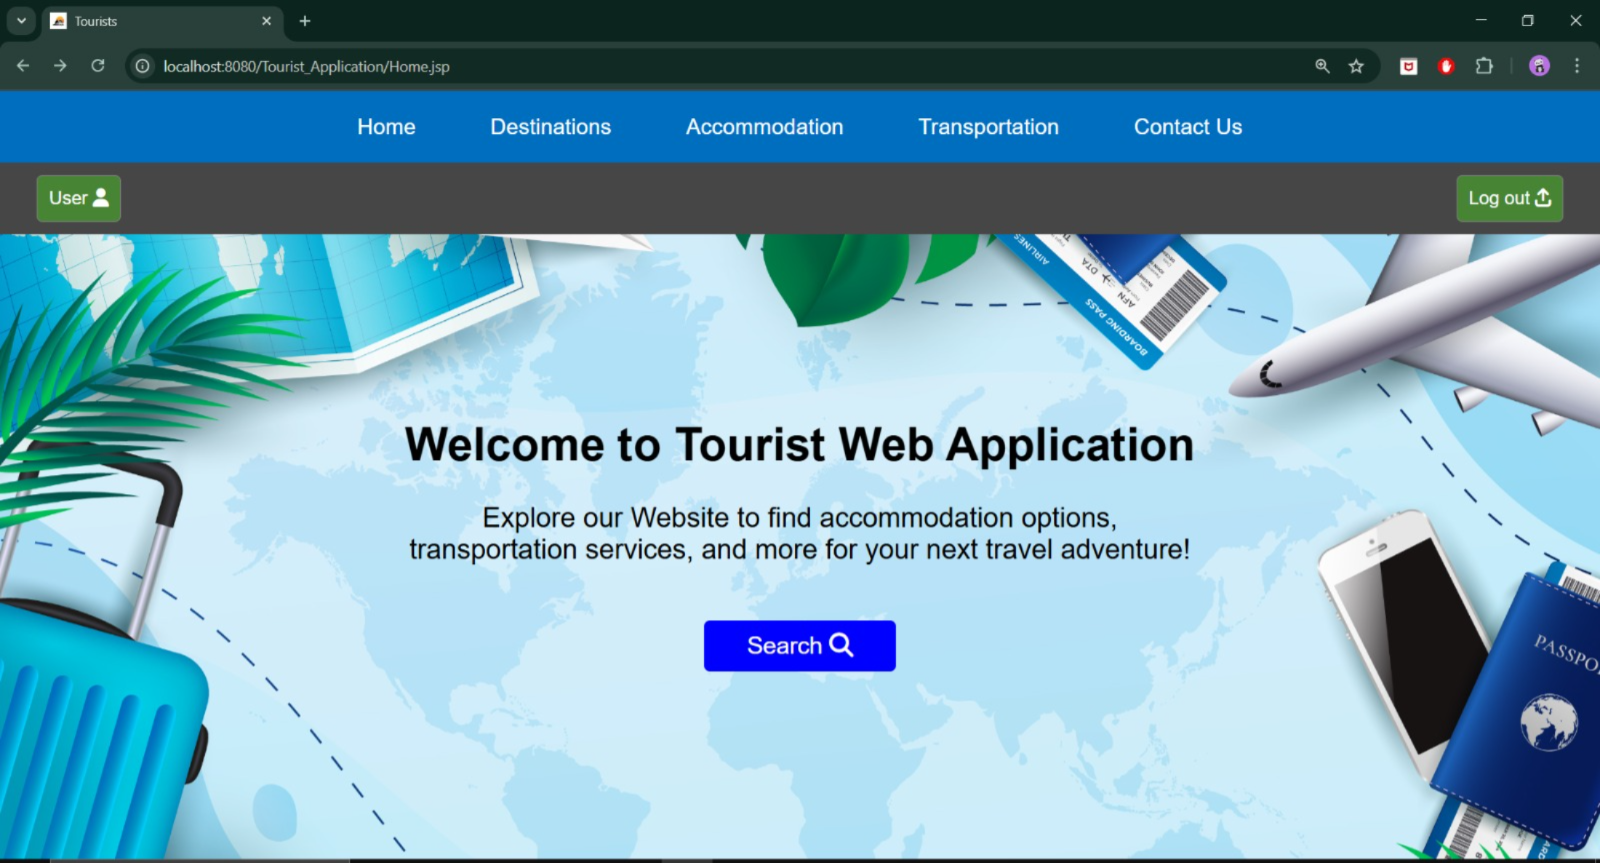 Tourists
localhost:8080/Tourist_Application/Home.jsp
Home Destinations Accommodation Transportation Contact Us
User Log out
AIRLINES
DTA
AFN
BOARDING PASS
Welcome to Tourist Web Application
Explore our Website to find accommodation options,
transportation services, and more for your next travel adventure!
Search
PASSPO